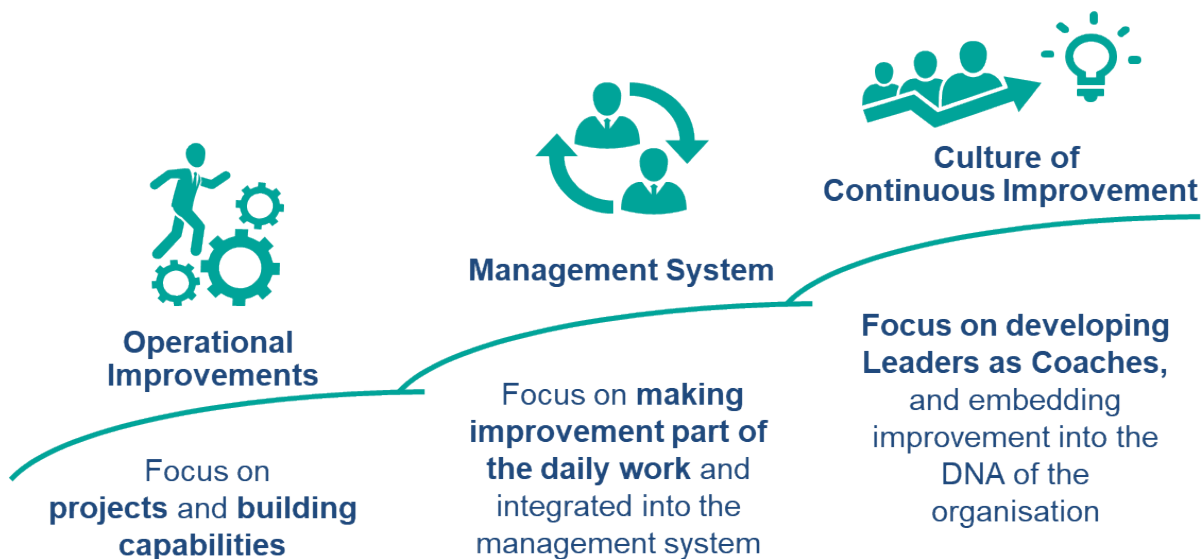 Operational
Improvements
Focus on
projects and building
capabilities
Management System
Focus on making
improvement part of
the daily work and
integrated into the
management system
Culture of
Continuous Improvement
Focus on developing
Leaders as Coaches,
and embedding
improvement into the
DNA of the
organisation